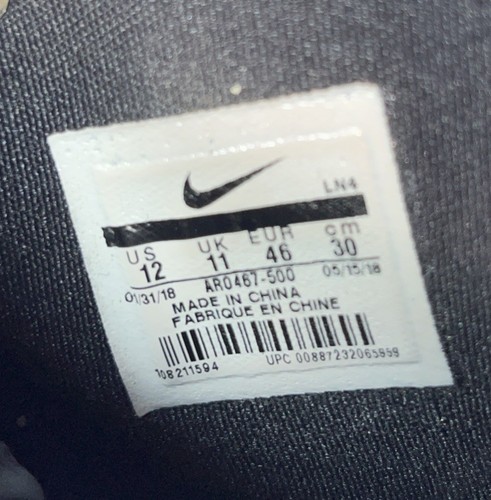 LN4
US UK EUR cm
12 11 46 30
01/31/18 AR0467-500 05/15/18
MADE IN CHINA
FABRIQUE EN CHINE
UPC 00887232065959
108211594